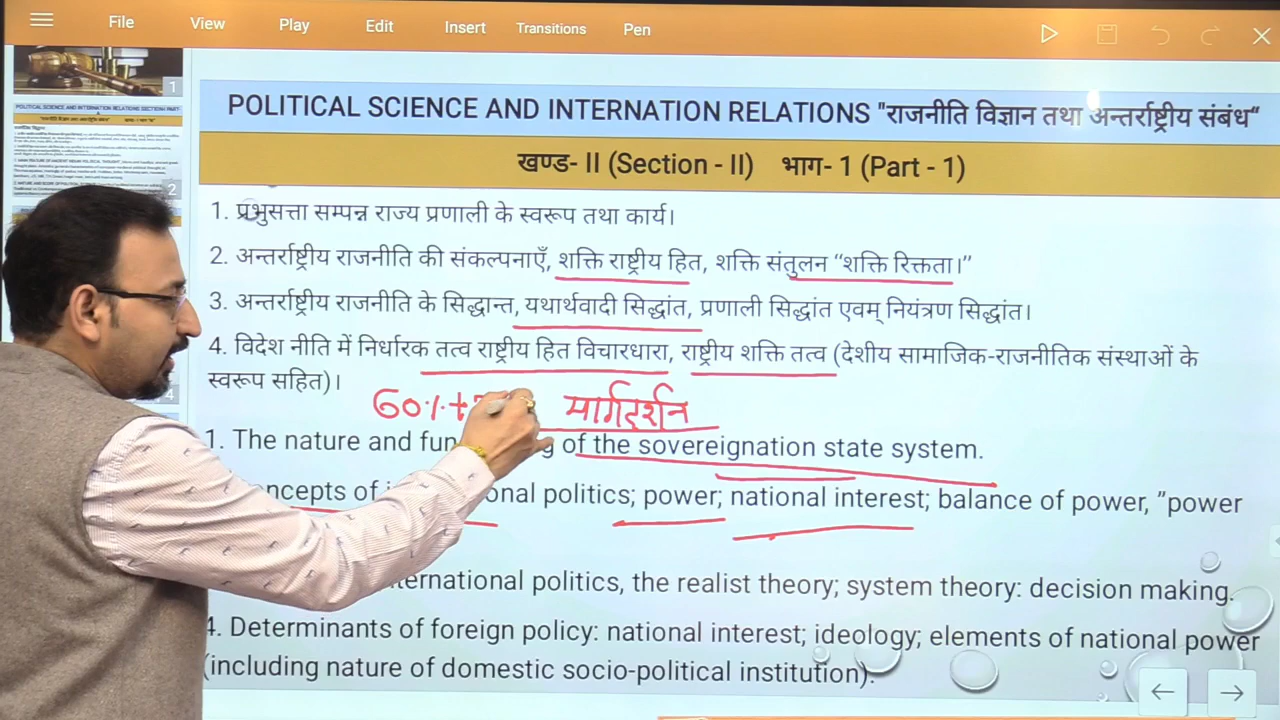 File View Play Edit Insert Transitions Pen
1
POLITICAL SCIENCE AND INTERNATION RELATIONS "राजनीति विज्ञान तथा अन्तर्राष्ट्रीय संबंध"
खण्ड- II (Section - II) भाग- 1 (Part - 1)
2
1. प्रभुसत्ता सम्पन्न राज्य प्रणाली के स्वरूप तथा कार्य।
2. अन्तर्राष्ट्रीय राजनीति की संकल्पनाएँ, शक्ति राष्ट्रीय हित, शक्ति संतुलन "शक्ति रिक्तता।"
3. अन्तर्राष्ट्रीय राजनीति के सिद्धान्त, यथार्थवादी सिद्धांत, प्रणाली सिद्धांत एवम् नियंत्रण सिद्धांत।
4. विदेश नीति में निर्धारक तत्व राष्ट्रीय हित विचारधारा, राष्ट्रीय शक्ति तत्व (देशीय सामाजिक-राजनीतिक संस्थाओं के
4
स्वरूप सहित)।
60%+ मार्गदर्शन
1. The nature and of the sovereignation state system.
of politics; power; national interest; balance of power, "power
politics, the realist theory; system theory: decision making.
4. Determinants of foreign policy: national interest; ideology; elements of national power
(including nature of domestic socio-political institution).